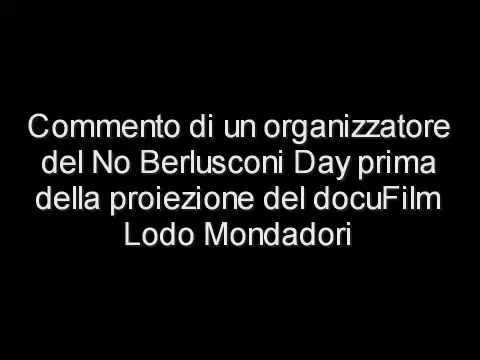 Commento di un organizzatore
del No Berlusconi Day prima
della proiezione del docuFilm
Lodo Mondadori